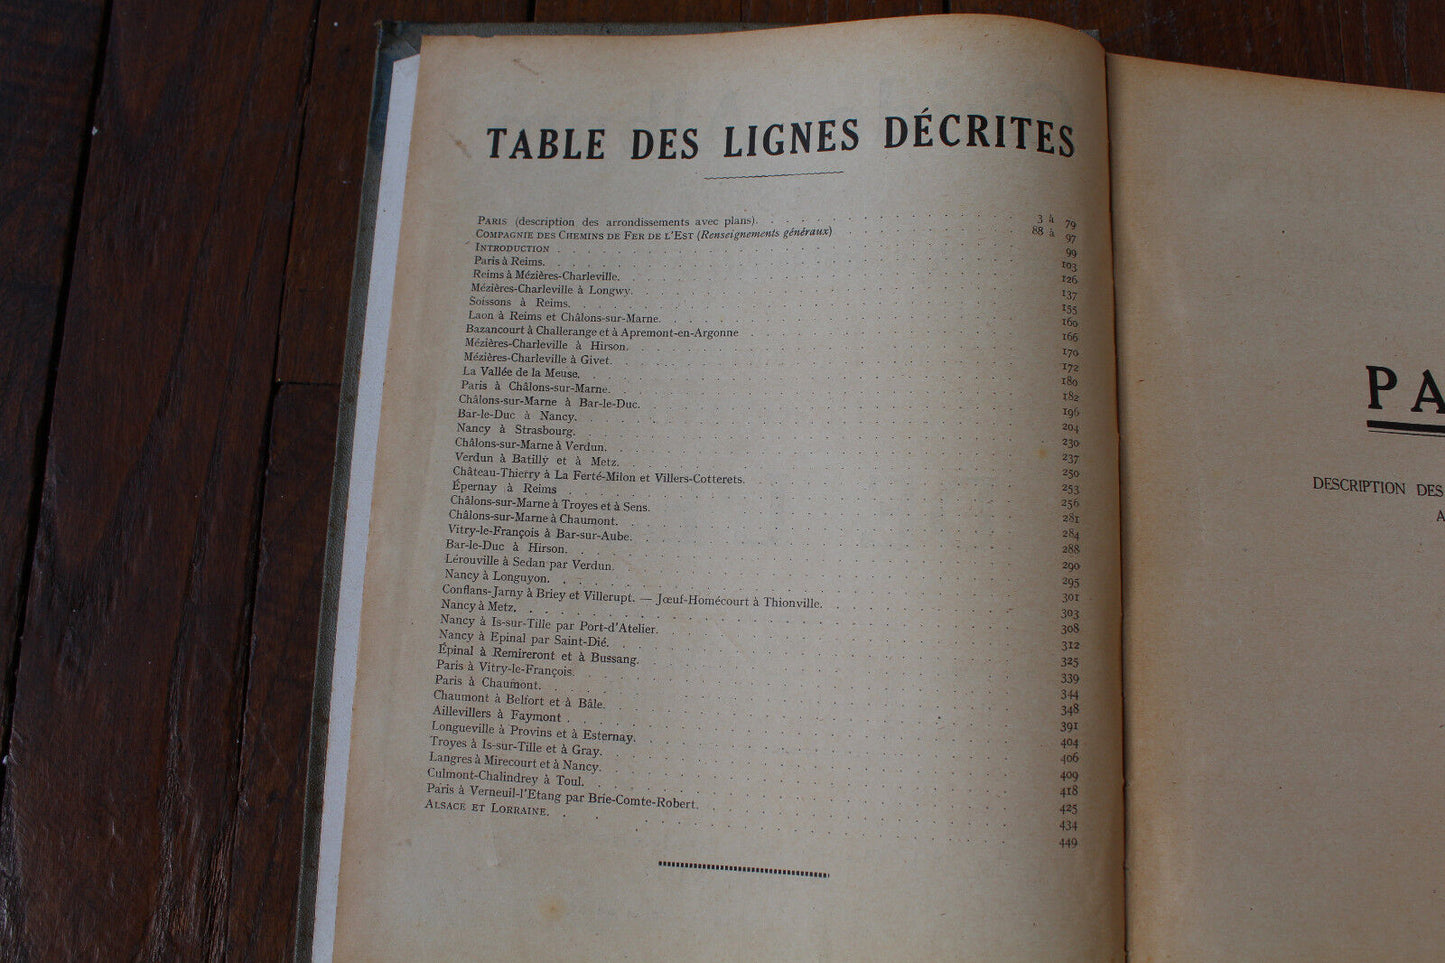 TABLE DES LIGNES DÉCRITES
PARIS (description des arrondissements avec plans). 3 à 79
COMPAGNIE DES CHEMINS DE FER DE L'EST (Renseignements généraux) 88 à 97
INTRODUCTION 99
Paris à Reims. 103
Reims à Mézières-Charleville. 126
Mézières-Charleville à Longwy. 137
Soissons à Reims. 155
Laon à Reims et Châlons-sur-Marne. 160
Bazancourt à Challerange et à Apremont-en-Argonne 166
Mézières-Charleville à Hirson. 170
Mézières-Charleville à Givet. 172
La Vallée de la Meuse. 180
Paris à Châlons-sur-Marne. 182
Châlons-sur-Marne à Bar-le-Duc. 196
Bar-le-Duc à Nancy. 204
Nancy à Strasbourg. 230
Châlons-sur-Marne à Verdun. 237
Verdun à Batilly et à Metz. 250
Château-Thierry à La Ferté-Milon et Villers-Cotterets. 253
Épernay à Reims 256
Châlons-sur-Marne à Troyes et à Sens. 281
Châlons-sur-Marne à Chaumont. 284
Vitry-le-François à Bar-sur-Aube. 288
Bar-le-Duc à Hirson. 290
Lérouville à Sedan par Verdun. 295
Nancy à Longuyon. 301
Conflans-Jarny à Briey et Villerupt. — Jœuf-Homécourt à Thionville. 303
Nancy à Metz. 308
Nancy à Is-sur-Tille par Port-d'Atelier. 312
Nancy à Epinal par Saint-Dié. 325
Épinal à Remiremont et à Bussang. 339
Paris à Vitry-le-François. 344
Paris à Chaumont. 348
Chaumont à Belfort et à Bâle. 391
Aillevillers à Faymont 404
Longueville à Provins et à Esternay. 406
Troyes à Is-sur-Tille et à Gray. 409
Langres à Mirecourt et à Nancy. 418
Culmont-Chalindrey à Toul. 425
Paris à Verneuil-l'Etang par Brie-Comte-Robert. 434
ALSACE ET LORRAINE. 449
PA
DESCRIPTION DES
A